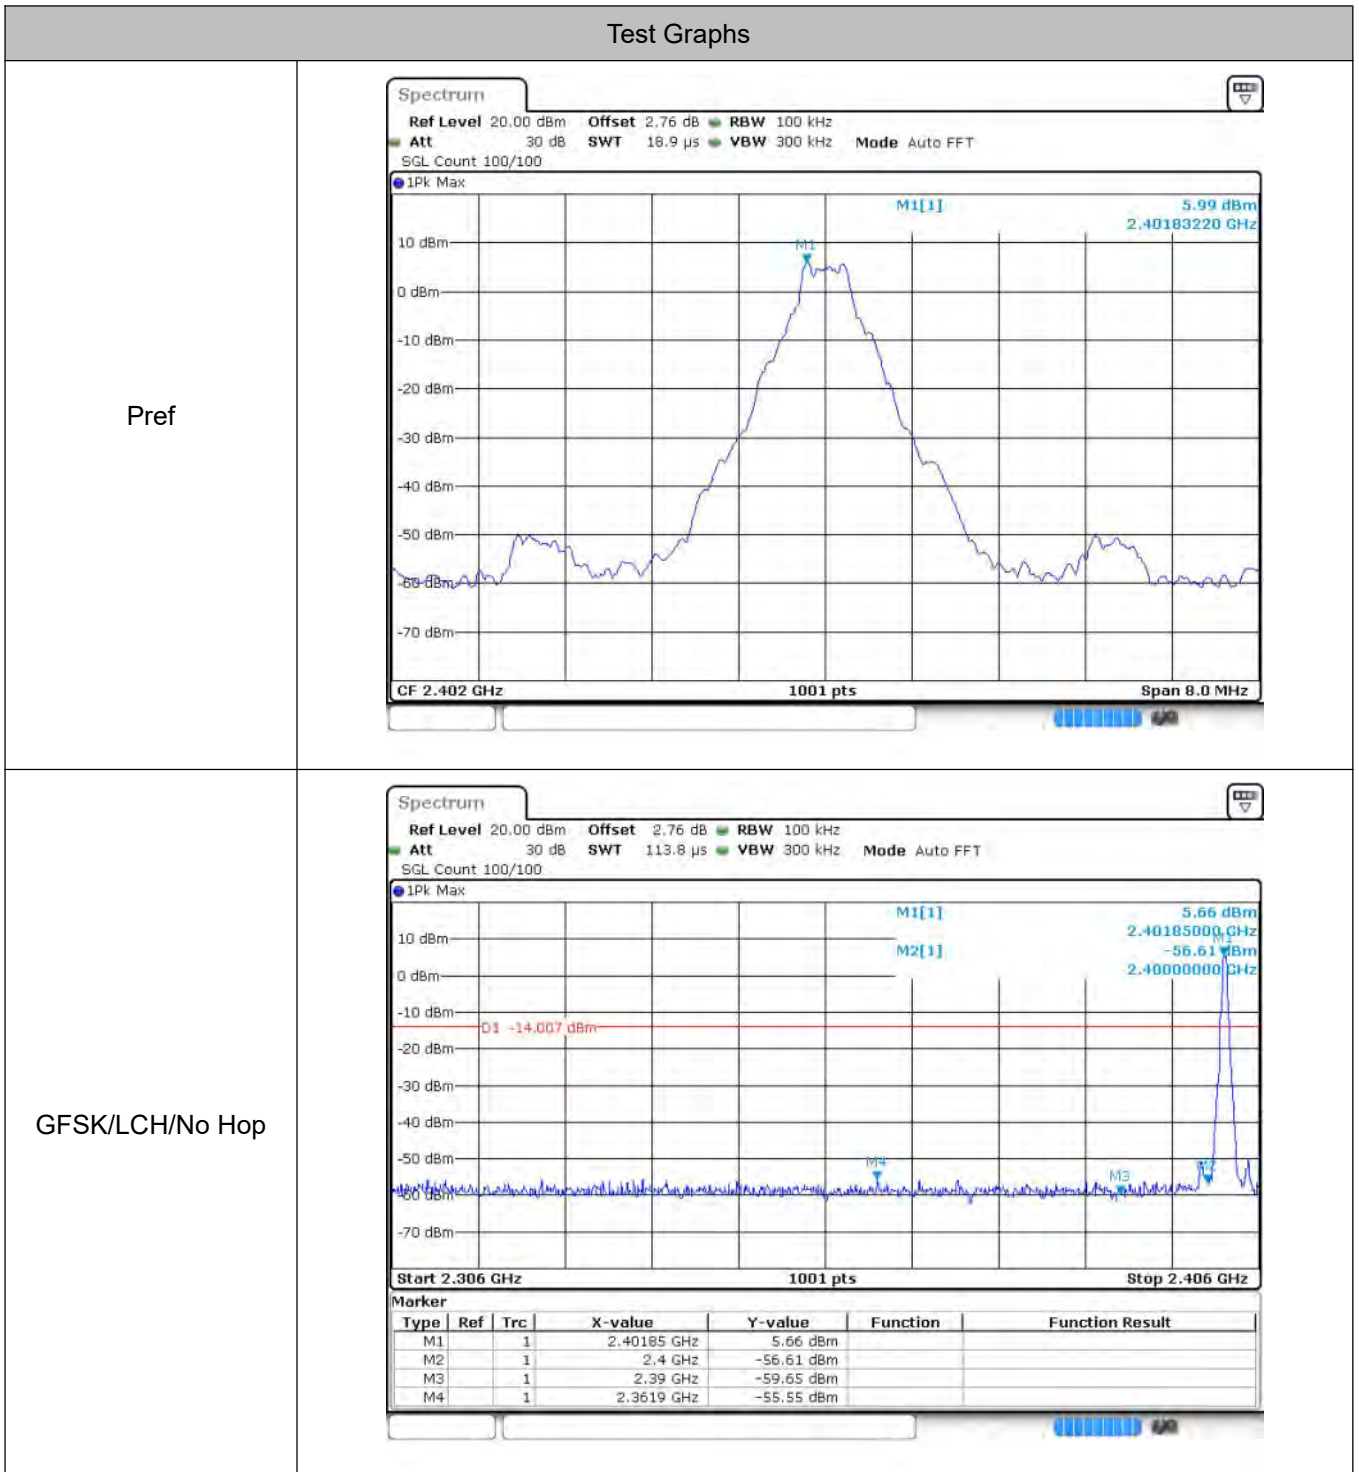 Test Graphs
Pref
Spectrum
Ref Level 20.00 dBm Offset 2.76 dB RBW 100 kHz
Att 30 dB SWT 18.9 µs VBW 300 kHz Mode Auto FFT
SGL Count 100/100
1Pk Max
M1[1] 5.99 dBm
2.40183220 GHz
M1
10 dBm
0 dBm
-10 dBm
-20 dBm
-30 dBm
-40 dBm
-50 dBm
-60 dBm
-70 dBm
CF 2.402 GHz 1001 pts Span 8.0 MHz
GFSK/LCH/No Hop
Spectrum
Ref Level 20.00 dBm Offset 2.76 dB RBW 100 kHz
Att 30 dB SWT 113.8 µs VBW 300 kHz Mode Auto FFT
SGL Count 100/100
1Pk Max
M1[1] 5.66 dBm
2.40185000 GHz
M1
M2[1] -56.61 dBm
2.40000000 GHz
10 dBm
0 dBm
-10 dBm
D1 -14.007 dBm
-20 dBm
-30 dBm
-40 dBm
-50 dBm
M4
M3
M2
-60 dBm
-70 dBm
Start 2.306 GHz 1001 pts Stop 2.406 GHz
Marker
Type Ref Trc X-value Y-value Function Function Result
M1 1 2.40185 GHz 5.66 dBm
M2 1 2.4 GHz -56.61 dBm
M3 1 2.39 GHz -59.65 dBm
M4 1 2.3619 GHz -55.55 dBm